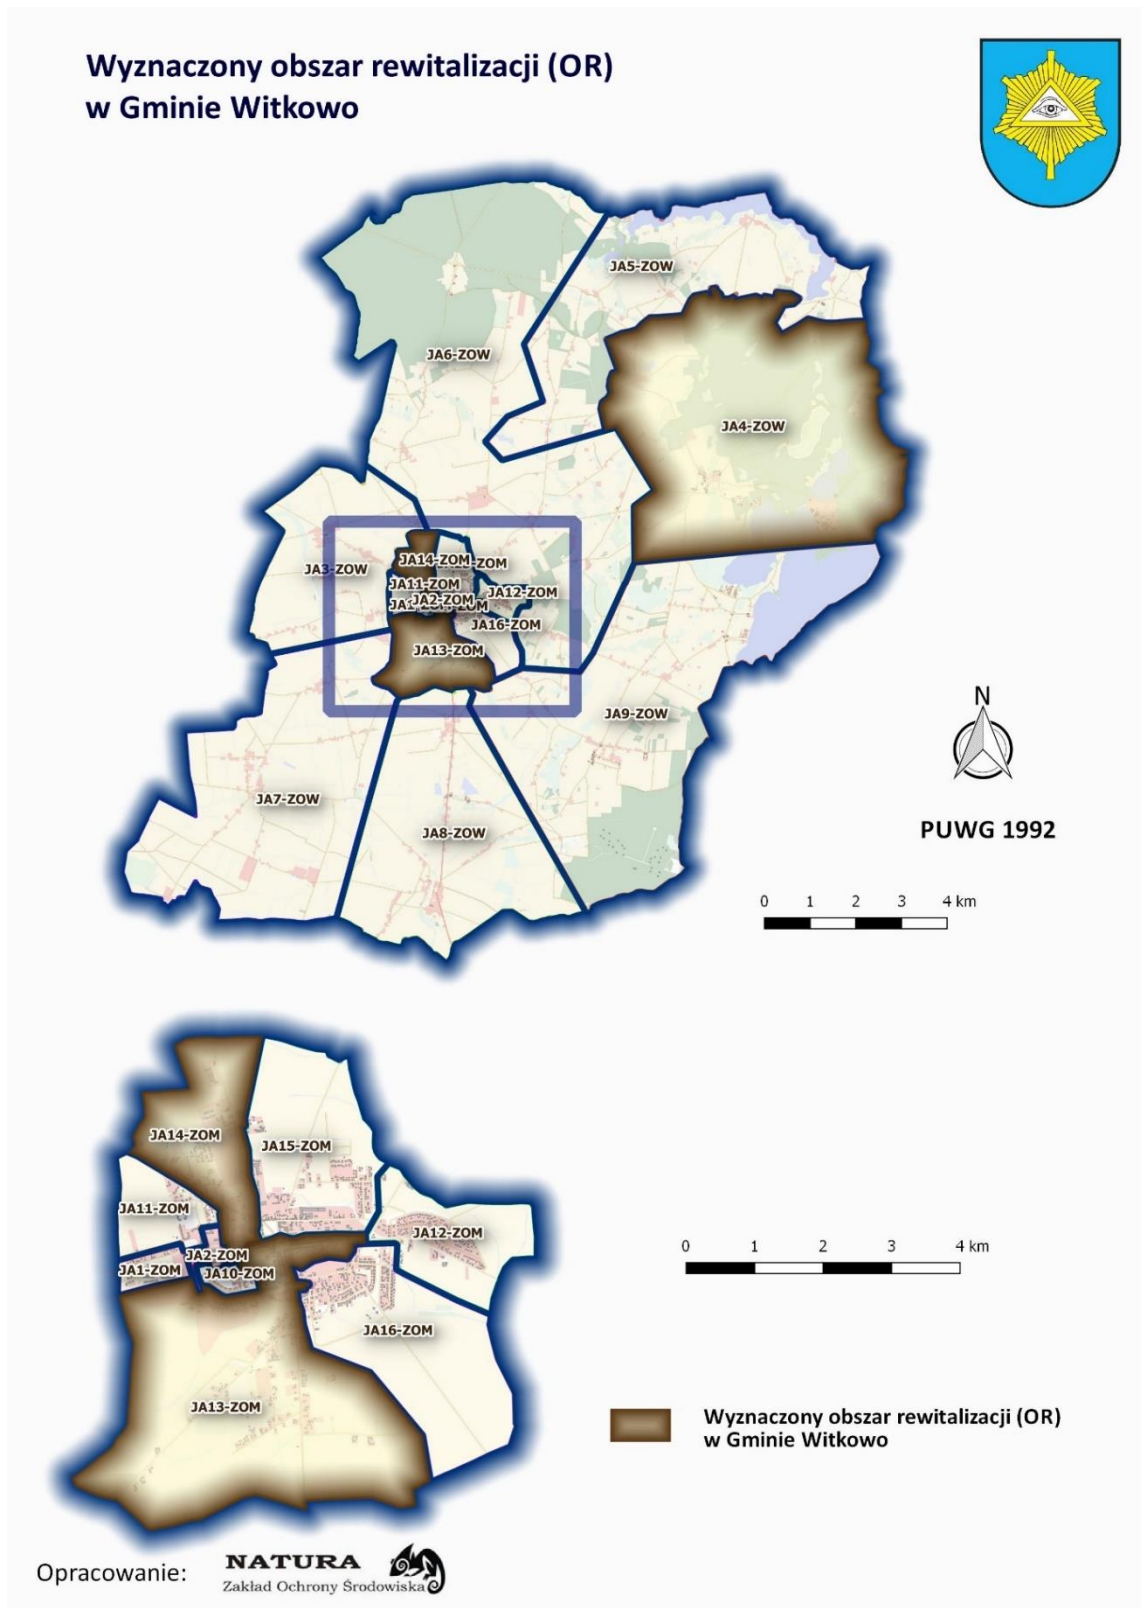 Wyznaczony obszar rewitalizacji (OR)
w Gminie Witkowo
JA5-ZOW
JA6-ZOW
JA4-ZOW
JA3-ZOW
JA14-ZOM
JA11-ZOM
JA12-ZOM
JA2-ZOM
JA16-ZOM
JA13-ZOM
JA9-ZOW
JA7-ZOW
JA8-ZOW
N
PUWG 1992
0 1 2 3 4 km
JA14-ZOM
JA15-ZOM
JA11-ZOM
JA12-ZOM
JA2-ZOM
JA1-ZOM
JA10-ZOM
JA16-ZOM
JA13-ZOM
0 1 2 3 4 km
Wyznaczony obszar rewitalizacji (OR)
w Gminie Witkowo
Opracowanie:
NATURA
Zakład Ochrony Środowiska